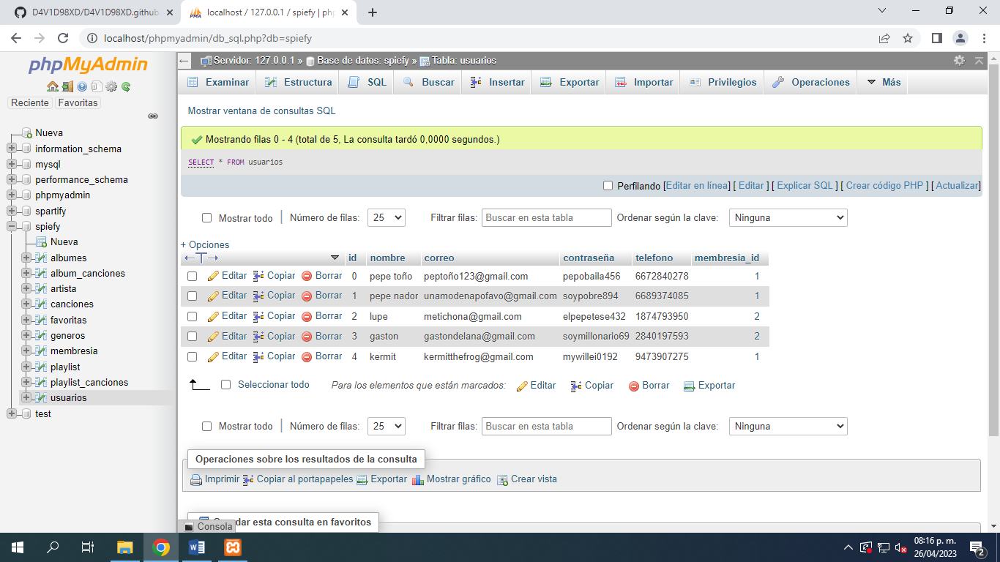 D4V1D98XD/D4V1D98XD.github
localhost / 127.0.0.1 / spiefy | ph
localhost/phpmyadmin/db_sql.php?db=spiefy
phpMyAdmin
Reciente Favoritas
Nueva
information_schema
mysql
performance_schema
phpmyadmin
spartify
spiefy
Nueva
albumes
album_canciones
artista
canciones
favoritas
generos
membresia
playlist
playlist_canciones
usuarios
test
Servidor: 127.0.0.1 » Base de datos: spiefy » Tabla: usuarios
Examinar Estructura SQL Buscar Insertar Exportar Importar Privilegios Operaciones Más
Mostrar ventana de consultas SQL
Mostrando filas 0 - 4 (total de 5, La consulta tardó 0,0000 segundos.)
SELECT * FROM usuarios
Perfilando [Editar en línea] [ Editar ] [ Explicar SQL ] [ Crear código PHP ] [ Actualizar]
Mostrar todo | Número de filas: 25 Filtrar filas: Buscar en esta tabla Ordenar según la clave: Ninguna
+ Opciones
←T→ id nombre correo contraseña telefono membresia_id
Editar Copiar Borrar 0 pepe toño peptoño123@gmail.com pepobaila456 6672840278 1
Editar Copiar Borrar 1 pepe nador unamodenapofavo@gmail.com soypobre894 6689374085 1
Editar Copiar Borrar 2 lupe metichona@gmail.com elpepetese432 1874793950 2
Editar Copiar Borrar 3 gaston gastondelana@gmail.com soymillonario69 2840197593 2
Editar Copiar Borrar 4 kermit kermitthefrog@gmail.com mywillei0192 9473907275 1
Seleccionar todo Para los elementos que están marcados: Editar Copiar Borrar Exportar
Mostrar todo | Número de filas: 25 Filtrar filas: Buscar en esta tabla Ordenar según la clave: Ninguna
Operaciones sobre los resultados de la consulta
Imprimir Copiar al portapapeles Exportar Mostrar gráfico Crear vista
dar esta consulta en favoritos
Consola
08:16 p. m.
26/04/2023
2